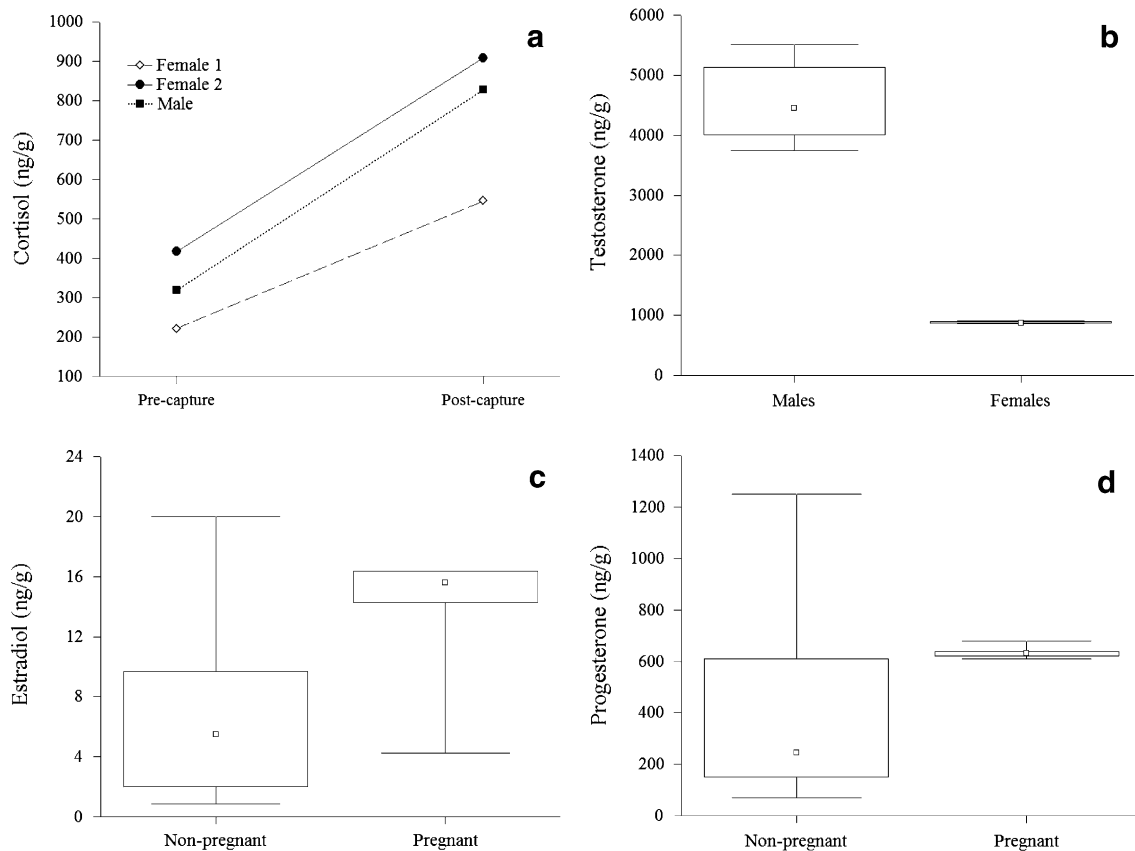 a
Cortisol (ng/g)
1000
900
800
700
600
500
400
300
200
100
Female 1
Female 2
Male
Pre-capture
Post-capture
b
Testosterone (ng/g)
6000
5000
4000
3000
2000
1000
0
Males
Females
c
Estradiol (ng/g)
24
20
16
12
8
4
0
Non-pregnant
Pregnant
d
Progesterone (ng/g)
1400
1200
1000
800
600
400
200
0
Non-pregnant
Pregnant